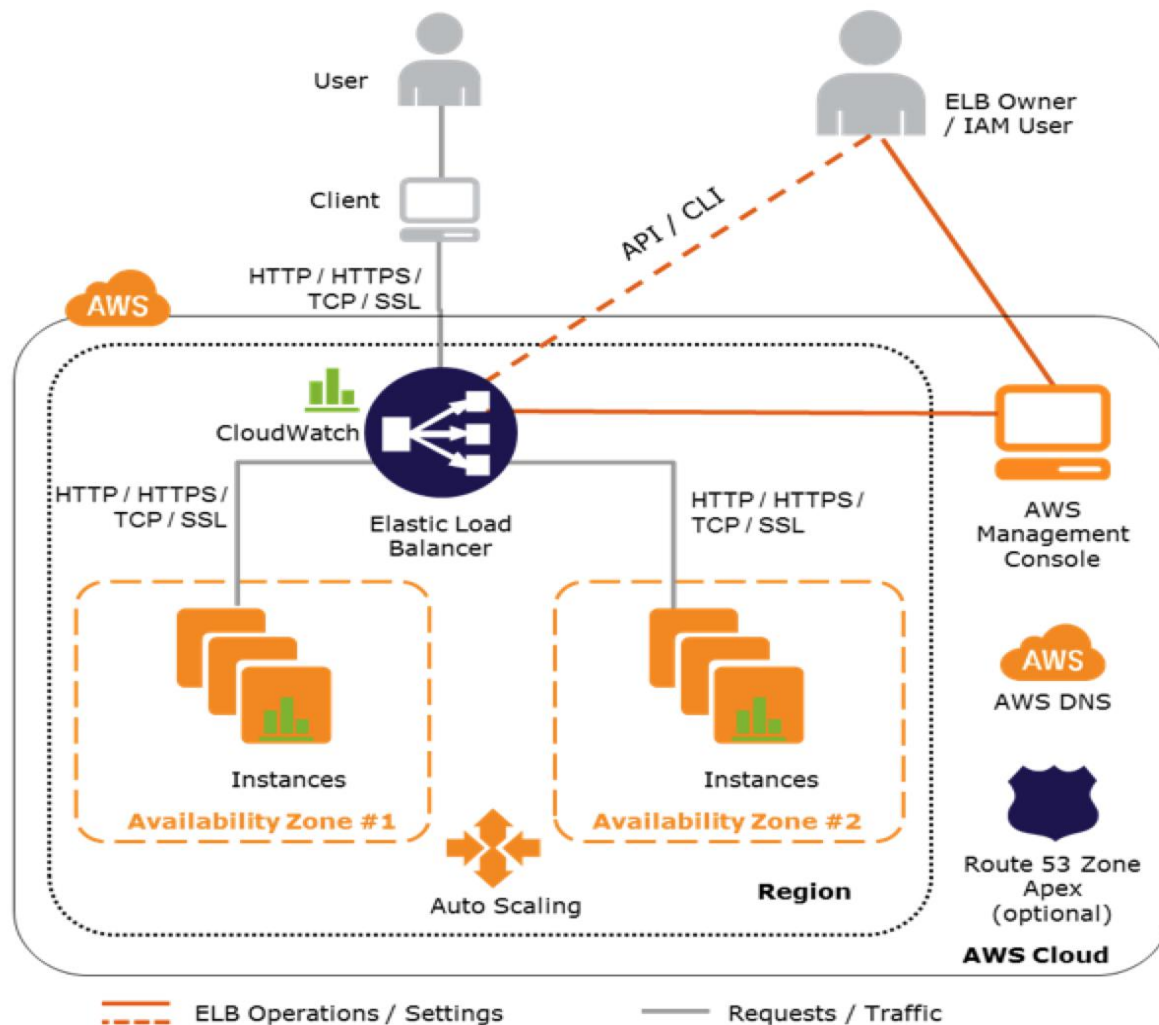 User
ELB Owner
/ IAM User
Client
API / CLI
HTTP / HTTPS /
TCP / SSL
AWS
CloudWatch
HTTP / HTTPS /
TCP / SSL
Elastic Load
Balancer
HTTP / HTTPS /
TCP / SSL
AWS
Management
Console
AWS
AWS DNS
Instances
Instances
Availability Zone #1
Availability Zone #2
Auto Scaling
Region
Route 53 Zone
Apex
(optional)
AWS Cloud
ELB Operations / Settings
Requests / Traffic